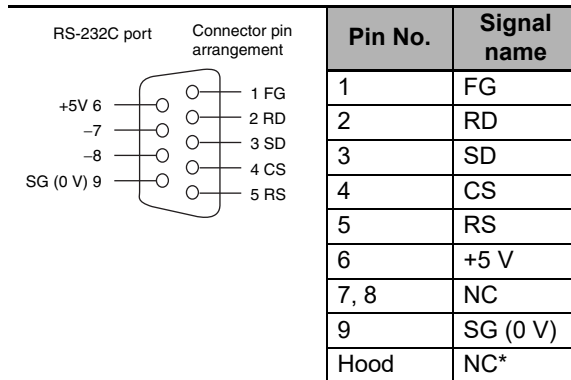 RS-232C port
Connector pin
arrangement
+5V 6
–7
–8
SG (0 V) 9
1 FG
2 RD
3 SD
4 CS
5 RS
Pin No.
Signal
name
1
FG
2
RD
3
SD
4
CS
5
RS
6
+5 V
7, 8
NC
9
SG (0 V)
Hood
NC*